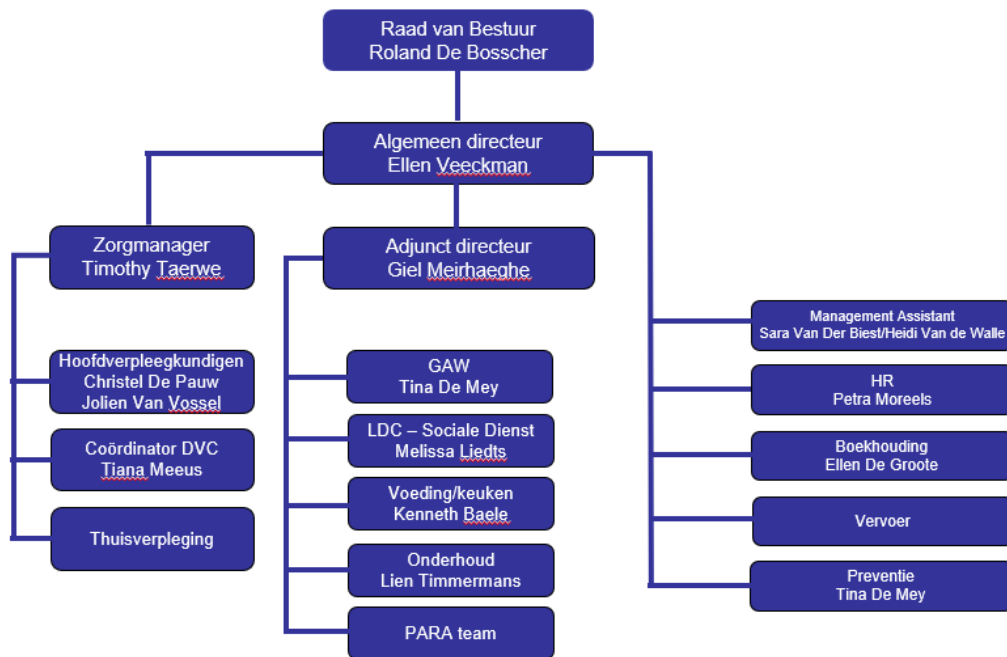 Raad van Bestuur
Roland De Bosscher
Algemeen directeur
Ellen Veeckman
Zorgmanager
Timothy Taerwe
Adjunct directeur
Giel Meirhaeghe
Hoofdverpleegkundigen
Christel De Pauw
Jolien Van Vossel
Coördinator DVC
Tiana Meeus
Thuisverpleging
GAW
Tina De Mey
LDC – Sociale Dienst
Melissa Liedts
Voeding/keuken
Kenneth Baele
Onderhoud
Lien Timmermans
PARA team
Management Assistant
Sara Van Der Biest/Heidi Van de Walle
HR
Petra Moreels
Boekhouding
Ellen De Groote
Vervoer
Preventie
Tina De Mey